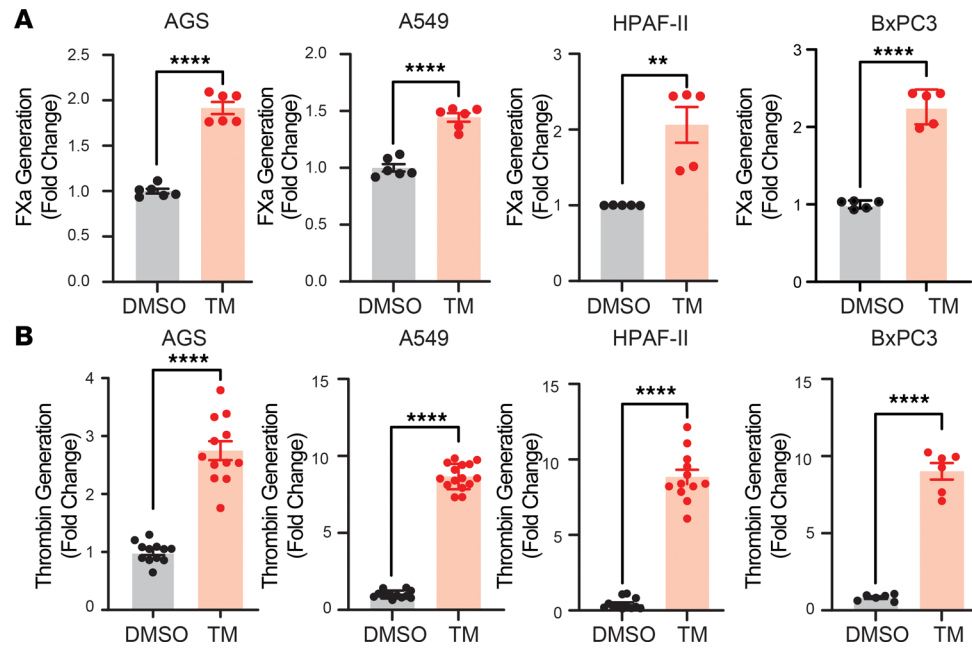 A
AGS
A549
HPAF-II
BxPC3
FXa Generation
(Fold Change)
2.5
2.0
1.5
1.0
0.5
0.0
****
DMSO TM
FXa Generation
(Fold Change)
2.0
1.5
1.0
0.5
0.0
****
DMSO TM
FXa Generation
(Fold Change)
3
2
1
0
**
DMSO TM
FXa Generation
(Fold Change)
3
2
1
0
****
DMSO TM
B
AGS
A549
HPAF-II
BxPC3
Thrombin Generation
(Fold Change)
4
3
2
1
0
****
DMSO TM
Thrombin Generation
(Fold Change)
15
10
5
0
****
DMSO TM
Thrombin Generation
(Fold Change)
15
10
5
0
****
DMSO TM
Thrombin Generation
(Fold Change)
15
10
5
0
****
DMSO TM